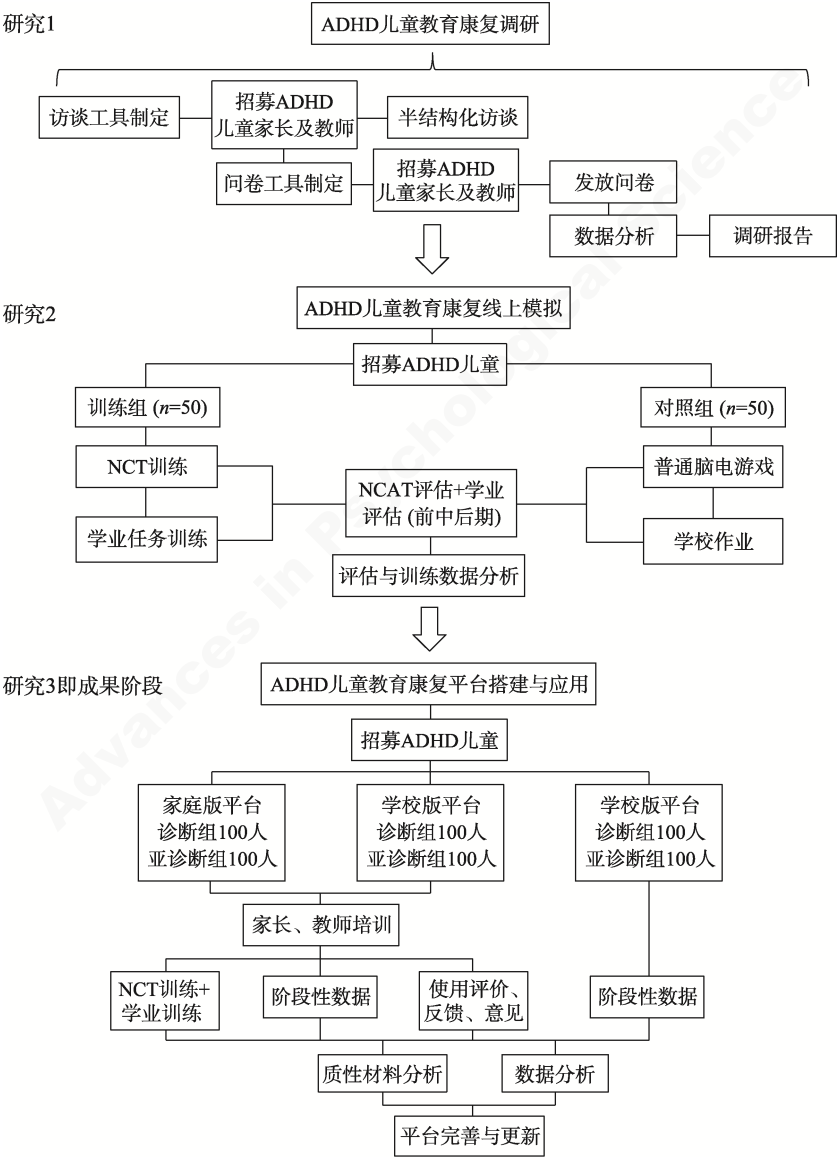 研究1
ADHD儿童教育康复调研
访谈工具制定
招募ADHD
儿童家长及教师
半结构化访谈
问卷工具制定
招募ADHD
儿童家长及教师
发放问卷
数据分析
调研报告
研究2
ADHD儿童教育康复线上模拟
招募ADHD儿童
训练组 (n=50)
对照组 (n=50)
NCT训练
普通脑电游戏
NCAT评估+学业
评估 (前中后期)
学业任务训练
学校作业
评估与训练数据分析
研究3即成果阶段
ADHD儿童教育康复平台搭建与应用
招募ADHD儿童
家庭版平台
诊断组100人
亚诊断组100人
学校版平台
诊断组100人
亚诊断组100人
学校版平台
诊断组100人
亚诊断组100人
家长、教师培训
NCT训练+
学业训练
阶段性数据
使用评价、
反馈、意见
阶段性数据
质性材料分析
数据分析
平台完善与更新
Advances in Psychological Science